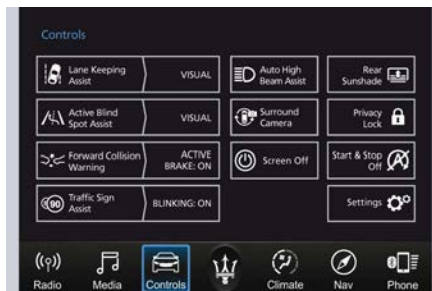 Controls
Lane Keeping
Assist
VISUAL
Auto High
Beam Assist
Rear
Sunshade
Active Blind
Spot Assist
VISUAL
Surround
Camera
Privacy
Lock
Forward Collision
Warning
ACTIVE
BRAKE: ON
Screen Off
Start & Stop
Off
90
Traffic Sign
Assist
BLINKING: ON
Settings
Radio
Media
Controls
Climate
Nav
Phone